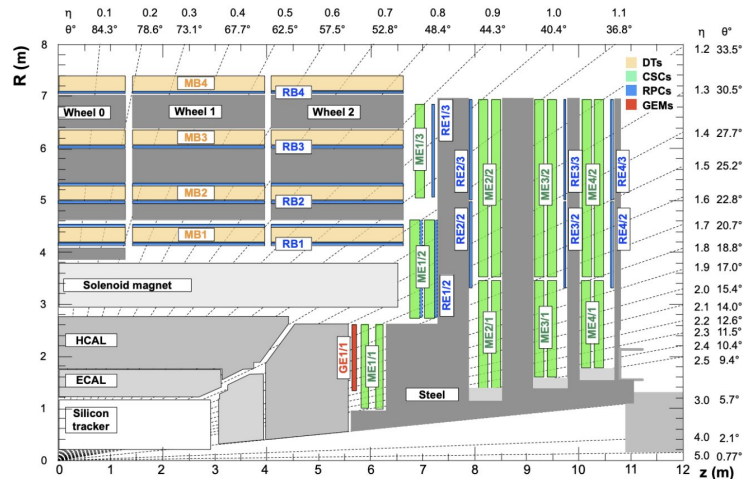 η 0.1 0.2 0.3 0.4 0.5 0.6 0.7 0.8 0.9 1.0 1.1 η θ°
θ° 84.3° 78.6° 73.1° 67.7° 62.5° 57.5° 52.8° 48.4° 44.3° 40.4° 36.8°
R (m)
8
7
6
5
4
3
2
1
0
1.2 33.5°
1.3 30.5°
1.4 27.7°
1.5 25.2°
1.6 22.8°
1.7 20.7°
1.8 18.8°
1.9 17.0°
2.0 15.4°
2.1 14.0°
2.2 12.6°
2.3 11.5°
2.4 10.4°
2.5 9.4°
3.0 5.7°
4.0 2.1°
5.0 0.77°
DTs
CSCs
RPCs
GEMs
MB4
RB4
Wheel 0 Wheel 1 Wheel 2
MB3
RB3
MB2
RB2
MB1
RB1
Solenoid magnet
HCAL
ECAL
Silicon
tracker
Steel
GE1/1
ME1/1
ME1/2
ME1/3
RE1/3
RE1/2
RE2/3
RE2/2
ME2/2
ME2/1
ME3/2
ME3/1
RE3/3
RE3/2
ME4/2
ME4/1
RE4/3
RE4/2
0 1 2 3 4 5 6 7 8 9 10 11 12
z (m)